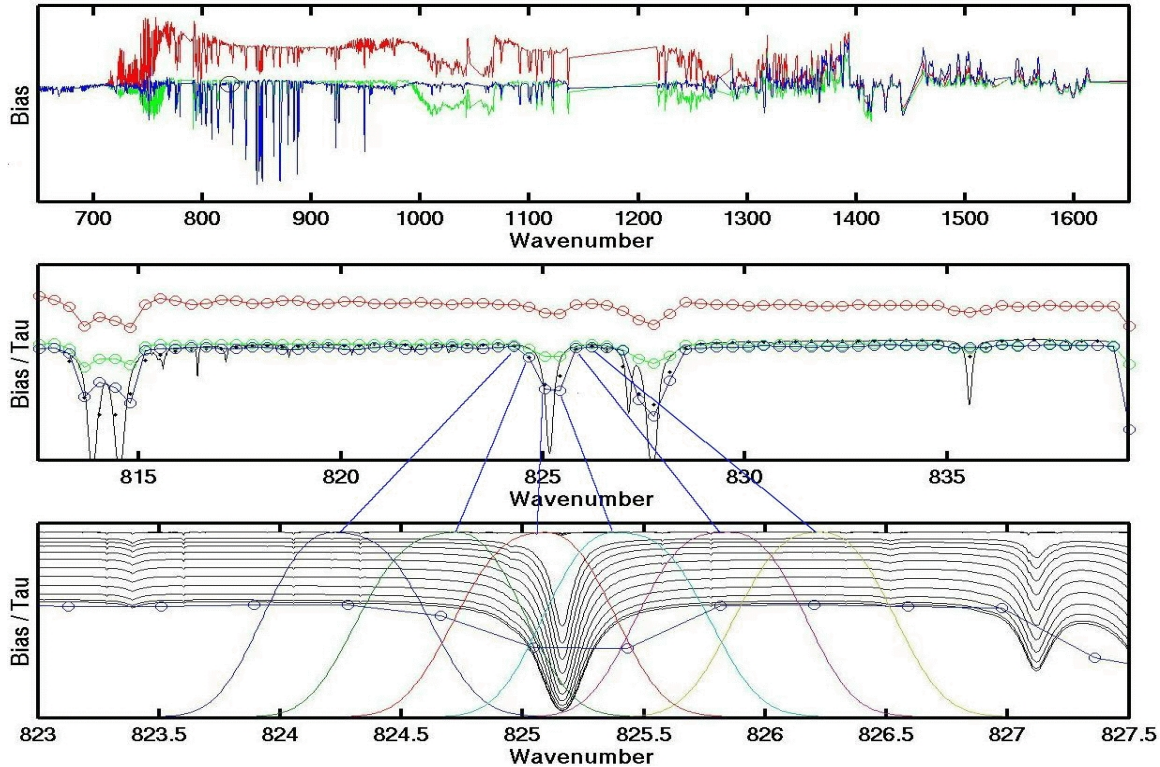 Bias
700 800 900 1000 1100 1200 1300 1400 1500 1600
Wavenumber
Bias / Tau
815 820 825 830 835
Wavenumber
Bias / Tau
823 823.5 824 824.5 825 825.5 826 826.5 827 827.5
Wavenumber